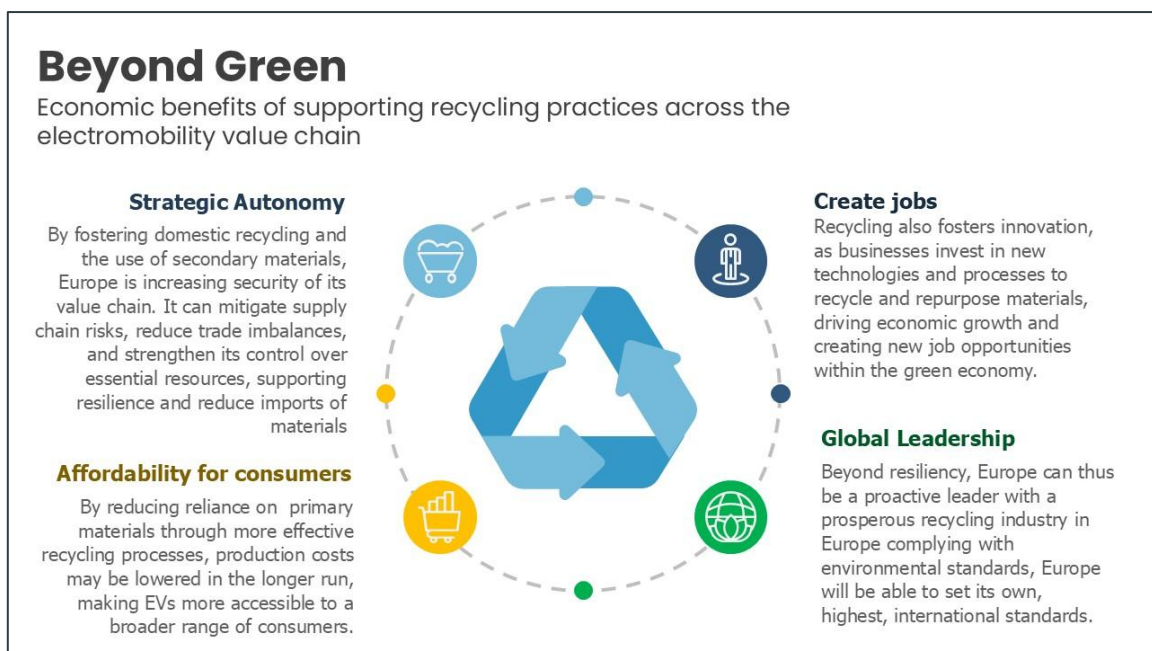 Beyond Green
Economic benefits of supporting recycling practices across the
electromobility value chain
Strategic Autonomy
By fostering domestic recycling and
the use of secondary materials,
Europe is increasing security of its
value chain. It can mitigate supply
chain risks, reduce trade imbalances,
and strengthen its control over
essential resources, supporting
resilience and reduce imports of
materials
Affordability for consumers
By reducing reliance on primary
materials through more effective
recycling processes, production costs
may be lowered in the longer run,
making EVs more accessible to a
broader range of consumers.
Create jobs
Recycling also fosters innovation,
as businesses invest in new
technologies and processes to
recycle and repurpose materials,
driving economic growth and
creating new job opportunities
within the green economy.
Global Leadership
Beyond resiliency, Europe can thus
be a proactive leader with a
prosperous recycling industry in
Europe complying with
environmental standards, Europe
will be able to set its own,
highest, international standards.